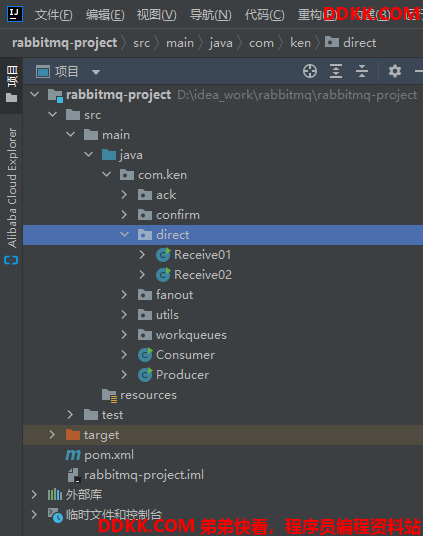 文件(F) 编辑(E) 视图(V) 导航(N) 代码(C) 重构(R)
DDKK.COM
rabbitmq-project src main java com ken direct
项目
项目
Alibaba Cloud Explorer
rabbitmq-project D:\idea_work\rabbitmq\rabbitmq-project
src
main
java
com.ken
ack
confirm
direct
Receive01
Receive02
fanout
utils
workqueues
Consumer
Producer
resources
test
target
pom.xml
rabbitmq-project.iml
外部库
临时文件和控制台
DDKK.COM 弟弟快看，程序员编程资料站